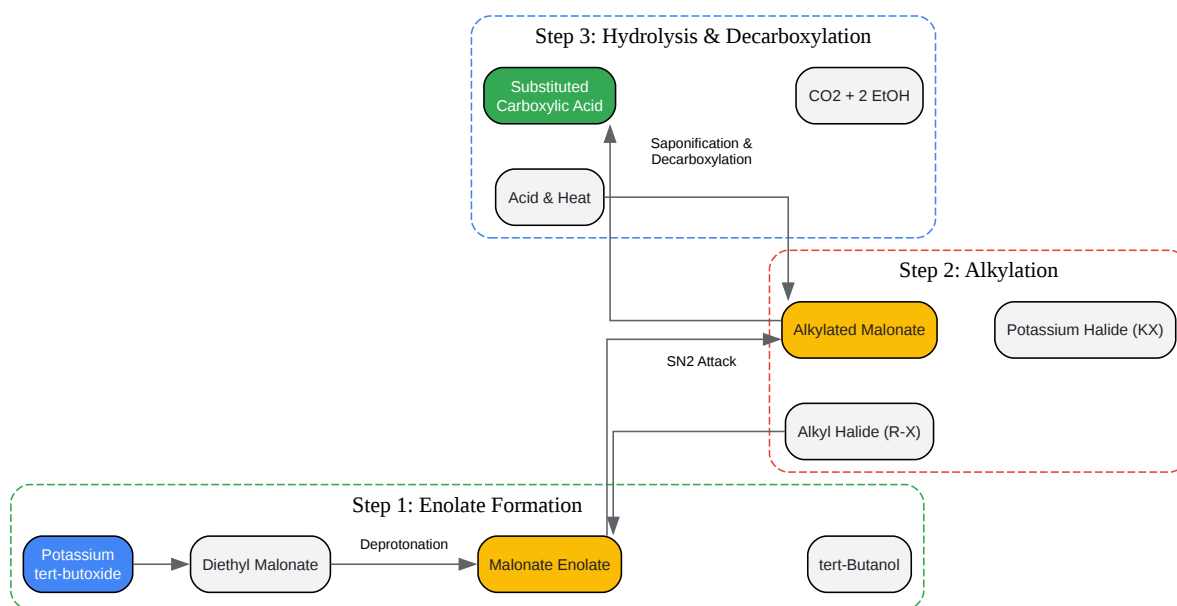 Step 3: Hydrolysis & Decarboxylation
Substituted
Carboxylic Acid
CO2 + 2 EtOH
Saponification &
Decarboxylation
Acid & Heat
Step 2: Alkylation
Alkylated Malonate
Potassium Halide (KX)
SN2 Attack
Alkyl Halide (R-X)
Step 1: Enolate Formation
Deprotonation
Potassium
tert-butoxide
Diethyl Malonate
Malonate Enolate
tert-Butanol